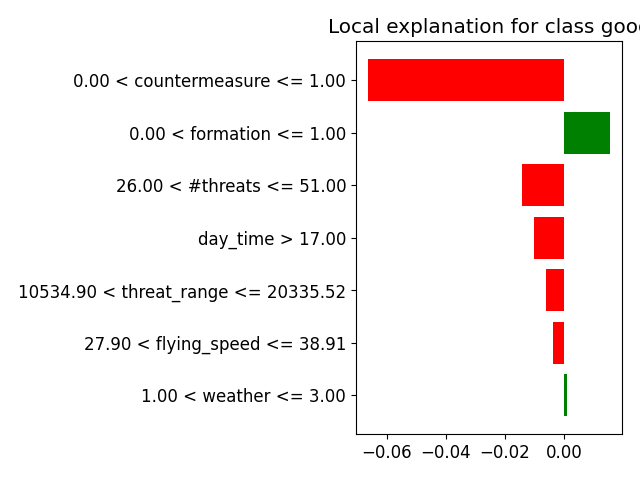 Local explanation for class good
0.00 < countermeasure <= 1.00
0.00 < formation <= 1.00
26.00 < #threats <= 51.00
day_time > 17.00
10534.90 < threat_range <= 20335.52
27.90 < flying_speed <= 38.91
1.00 < weather <= 3.00
−0.06 −0.04 −0.02 0.00